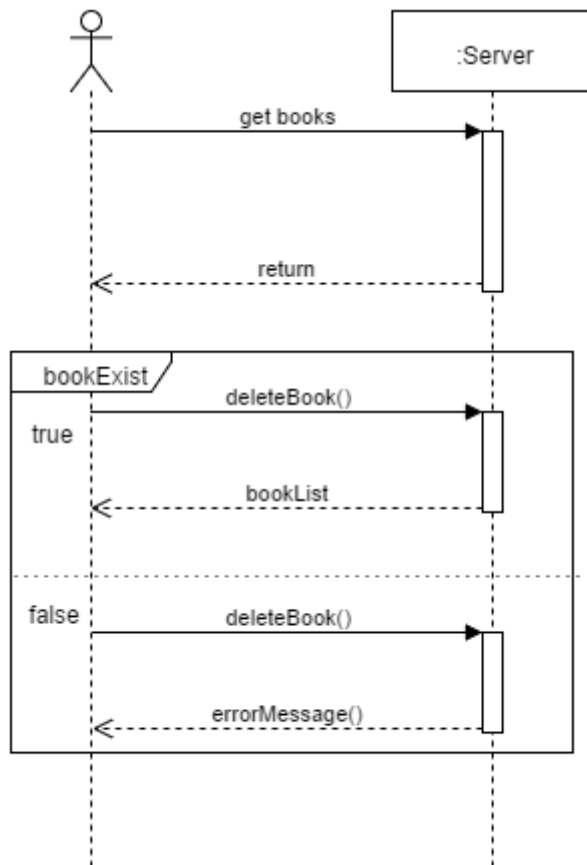 :Server
get books
return
bookExist
deleteBook()
true
bookList
false
deleteBook()
errorMessage()